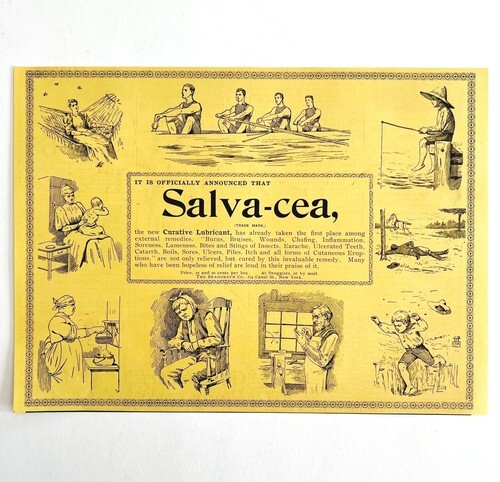 IT IS OFFICIALLY ANNOUNCED THAT
Salva-cea,
(TRADE MARK.)
the new Curative Lubricant, has already taken the first place among
external remedies. "Burns, Bruises, Wounds, Chafing, Inflammation,
Soreness, Lameness, Bites and Stings of Insects, Earache, Ulcerated Teeth,
Catarrh, Boils, Sores, Ulcers, Piles, Itch and all forms of Cutaneous Erup-
tions," are not only relieved, but cured by this invaluable remedy. Many
who have been hopeless of relief are loud in their praise of it.
Price, 25 and 50 cents per box. At Druggists, or by mail
THE BRANDRETH CO., 274 Canal St., New York.